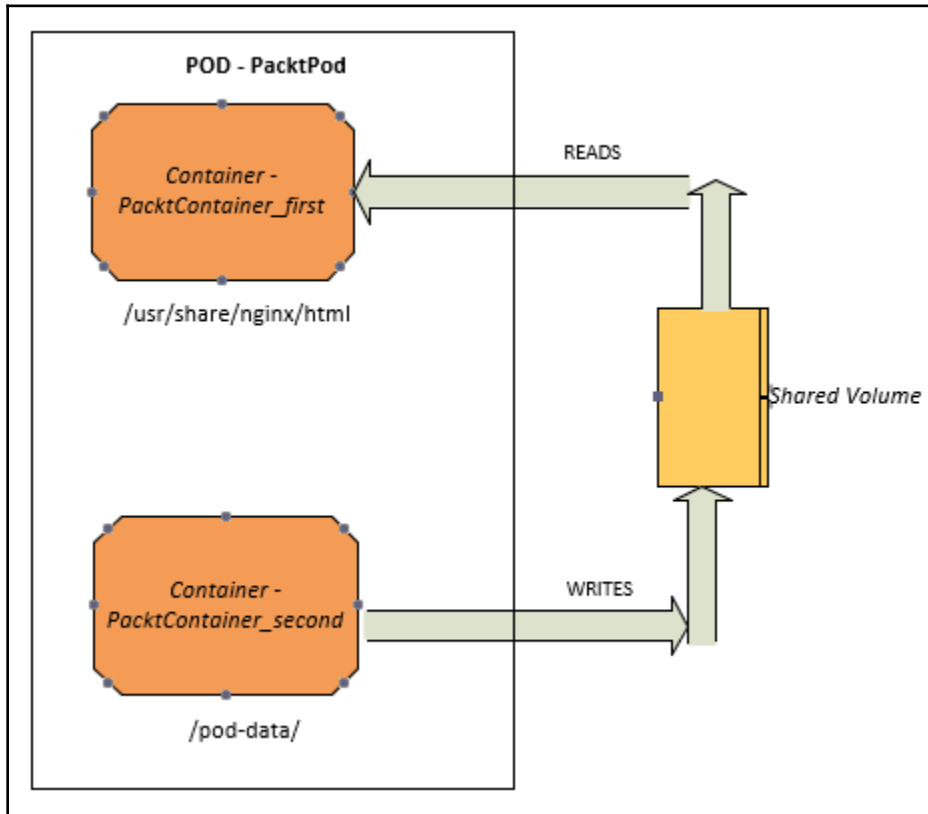 POD - PacktPod
Container -
PacktContainer_first
READS
/usr/share/nginx/html
Shared Volume
Container -
PacktContainer_second
WRITES
/pod-data/